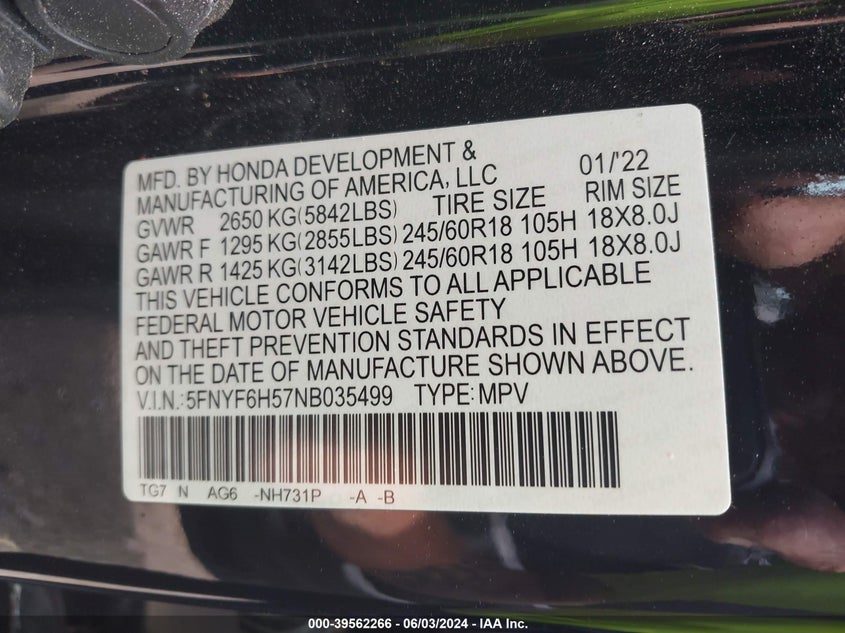 MFD. BY HONDA DEVELOPMENT & 01/'22
MANUFACTURING OF AMERICA, LLC
GVWR 2650 KG(5842LBS) TIRE SIZE RIM SIZE
GAWR F 1295 KG(2855LBS) 245/60R18 105H 18X8.0J
GAWR R 1425 KG(3142LBS) 245/60R18 105H 18X8.0J
THIS VEHICLE CONFORMS TO ALL APPLICABLE
FEDERAL MOTOR VEHICLE SAFETY
AND THEFT PREVENTION STANDARDS IN EFFECT
ON THE DATE OF MANUFACTURE SHOWN ABOVE.
V.I.N.:5FNYF6H57NB035499 TYPE:MPV
TG7 N AG6 -NH731P -A -B
000-39562266 - 06/03/2024 - IAA Inc.